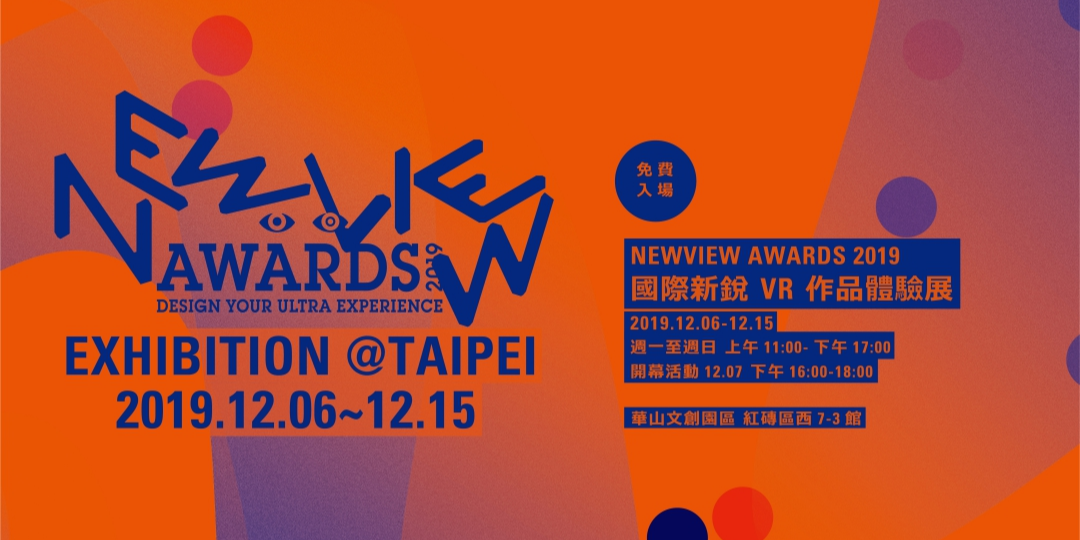 NEWVIEW
AWARDS 2019
DESIGN YOUR ULTRA EXPERIENCE
EXHIBITION @TAIPEI
2019.12.06~12.15
免費
入場
NEWVIEW AWARDS 2019
國際新銳 VR 作品體驗展
2019.12.06-12.15
週一至週日 上午 11:00- 下午 17:00
開幕活動 12.07 下午 16:00-18:00
華山文創園區 紅磚區西 7-3 館